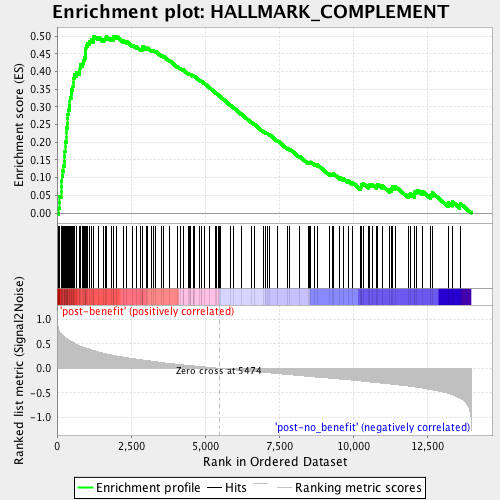 Enrichment plot: HALLMARK_COMPLEMENT
Enrichment score (ES)
0.50
0.45
0.40
0.35
0.30
0.25
0.20
0.15
0.10
0.05
0.00
'post-benefit' (positively correlated)
Ranked list metric (Signal2Noise)
1.0
0.5
0.0
-0.5
-1.0
Zero cross at 5474
'post-no_benefit' (negatively correlated)
0 2,500 5,000 7,500 10,000 12,500
Rank in Ordered Dataset
Enrichment profile Hits Ranking metric scores